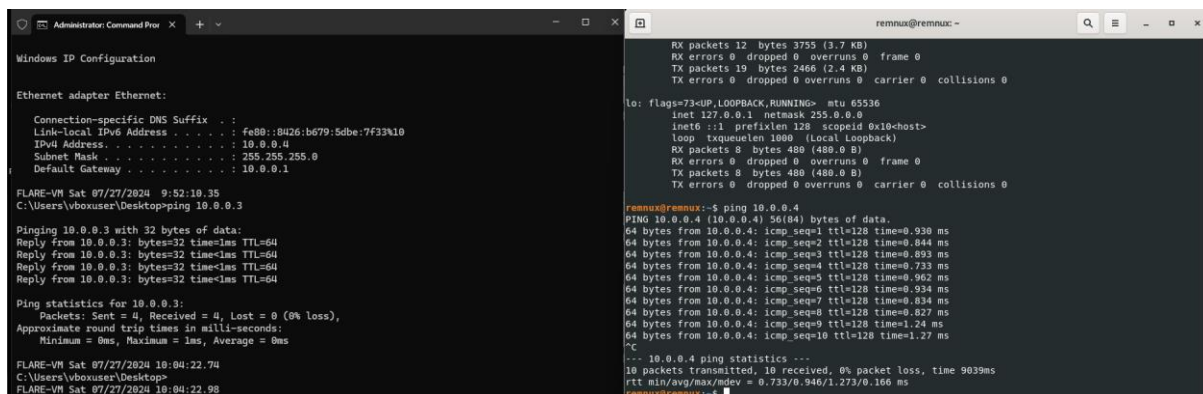 Administrator: Command Pror
Windows IP Configuration
Ethernet adapter Ethernet:
Connection-specific DNS Suffix . :
Link-local IPv6 Address . . . . . : fe80::8426:b679:5dbe:7f33%10
IPv4 Address. . . . . . . . . . . : 10.0.0.4
Subnet Mask . . . . . . . . . . . : 255.255.255.0
Default Gateway . . . . . . . . . : 10.0.0.1
FLARE-VM Sat 07/27/2024  9:52:10.35
C:\Users\vboxuser\Desktop>ping 10.0.0.3
Pinging 10.0.0.3 with 32 bytes of data:
Reply from 10.0.0.3: bytes=32 time=1ms TTL=64
Reply from 10.0.0.3: bytes=32 time<1ms TTL=64
Reply from 10.0.0.3: bytes=32 time<1ms TTL=64
Reply from 10.0.0.3: bytes=32 time<1ms TTL=64
Ping statistics for 10.0.0.3:
Packets: Sent = 4, Received = 4, Lost = 0 (0% loss),
Approximate round trip times in milli-seconds:
Minimum = 0ms, Maximum = 1ms, Average = 0ms
FLARE-VM Sat 07/27/2024 10:04:22.74
C:\Users\vboxuser\Desktop>
FLARE-VM Sat 07/27/2024 10:04:22.98
remnux@remnux: ~
RX packets 12  bytes 3755 (3.7 KB)
RX errors 0  dropped 0  overruns 0  frame 0
TX packets 19  bytes 2466 (2.4 KB)
TX errors 0  dropped 0 overruns 0  carrier 0  collisions 0
lo: flags=73<UP,LOOPBACK,RUNNING>  mtu 65536
inet 127.0.0.1  netmask 255.0.0.0
inet6 ::1  prefixlen 128  scopeid 0x10<host>
loop  txqueuelen 1000  (Local Loopback)
RX packets 8  bytes 480 (480.0 B)
RX errors 0  dropped 0  overruns 0  frame 0
TX packets 8  bytes 480 (480.0 B)
TX errors 0  dropped 0 overruns 0  carrier 0  collisions 0
remnux@remnux:~$ ping 10.0.0.4
PING 10.0.0.4 (10.0.0.4) 56(84) bytes of data.
64 bytes from 10.0.0.4: icmp_seq=1 ttl=128 time=0.930 ms
64 bytes from 10.0.0.4: icmp_seq=2 ttl=128 time=0.844 ms
64 bytes from 10.0.0.4: icmp_seq=3 ttl=128 time=0.893 ms
64 bytes from 10.0.0.4: icmp_seq=4 ttl=128 time=0.733 ms
64 bytes from 10.0.0.4: icmp_seq=5 ttl=128 time=0.962 ms
64 bytes from 10.0.0.4: icmp_seq=6 ttl=128 time=0.934 ms
64 bytes from 10.0.0.4: icmp_seq=7 ttl=128 time=0.834 ms
64 bytes from 10.0.0.4: icmp_seq=8 ttl=128 time=0.827 ms
64 bytes from 10.0.0.4: icmp_seq=9 ttl=128 time=1.24 ms
64 bytes from 10.0.0.4: icmp_seq=10 ttl=128 time=1.27 ms
^C
--- 10.0.0.4 ping statistics ---
10 packets transmitted, 10 received, 0% packet loss, time 9039ms
rtt min/avg/max/mdev = 0.733/0.946/1.273/0.166 ms
remnux@remnux:~$